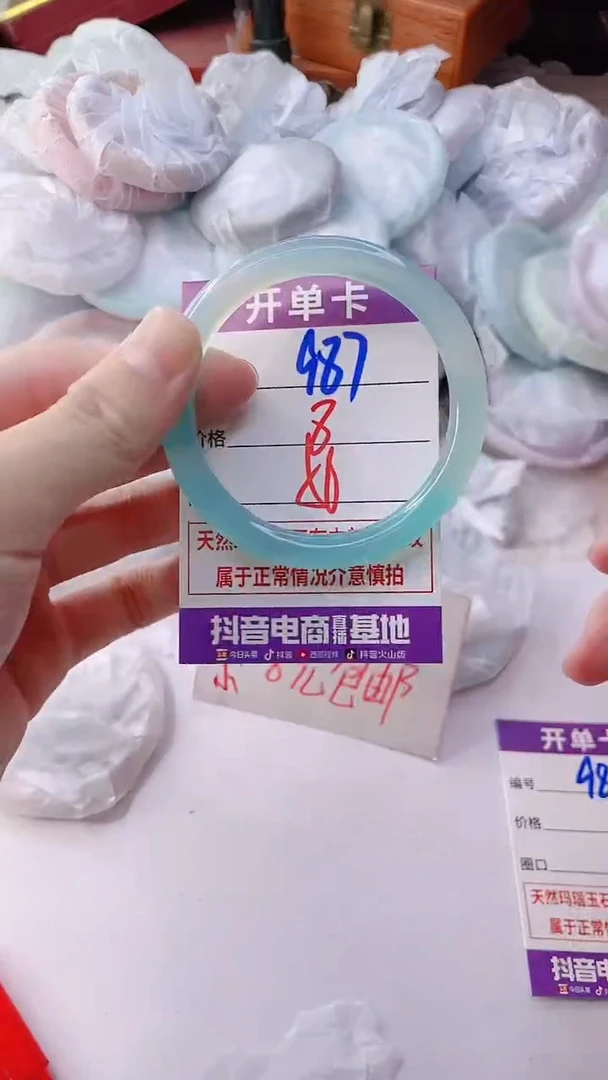 开单卡
487
价格
天然
属于正常情况介意慎拍
抖音电商直播基地
今日头条 抖音 西瓜视频 抖音火山版
包邮
开单卡
编号 48
价格
圈口
天然玛瑙玉石
属于正常情
抖音电